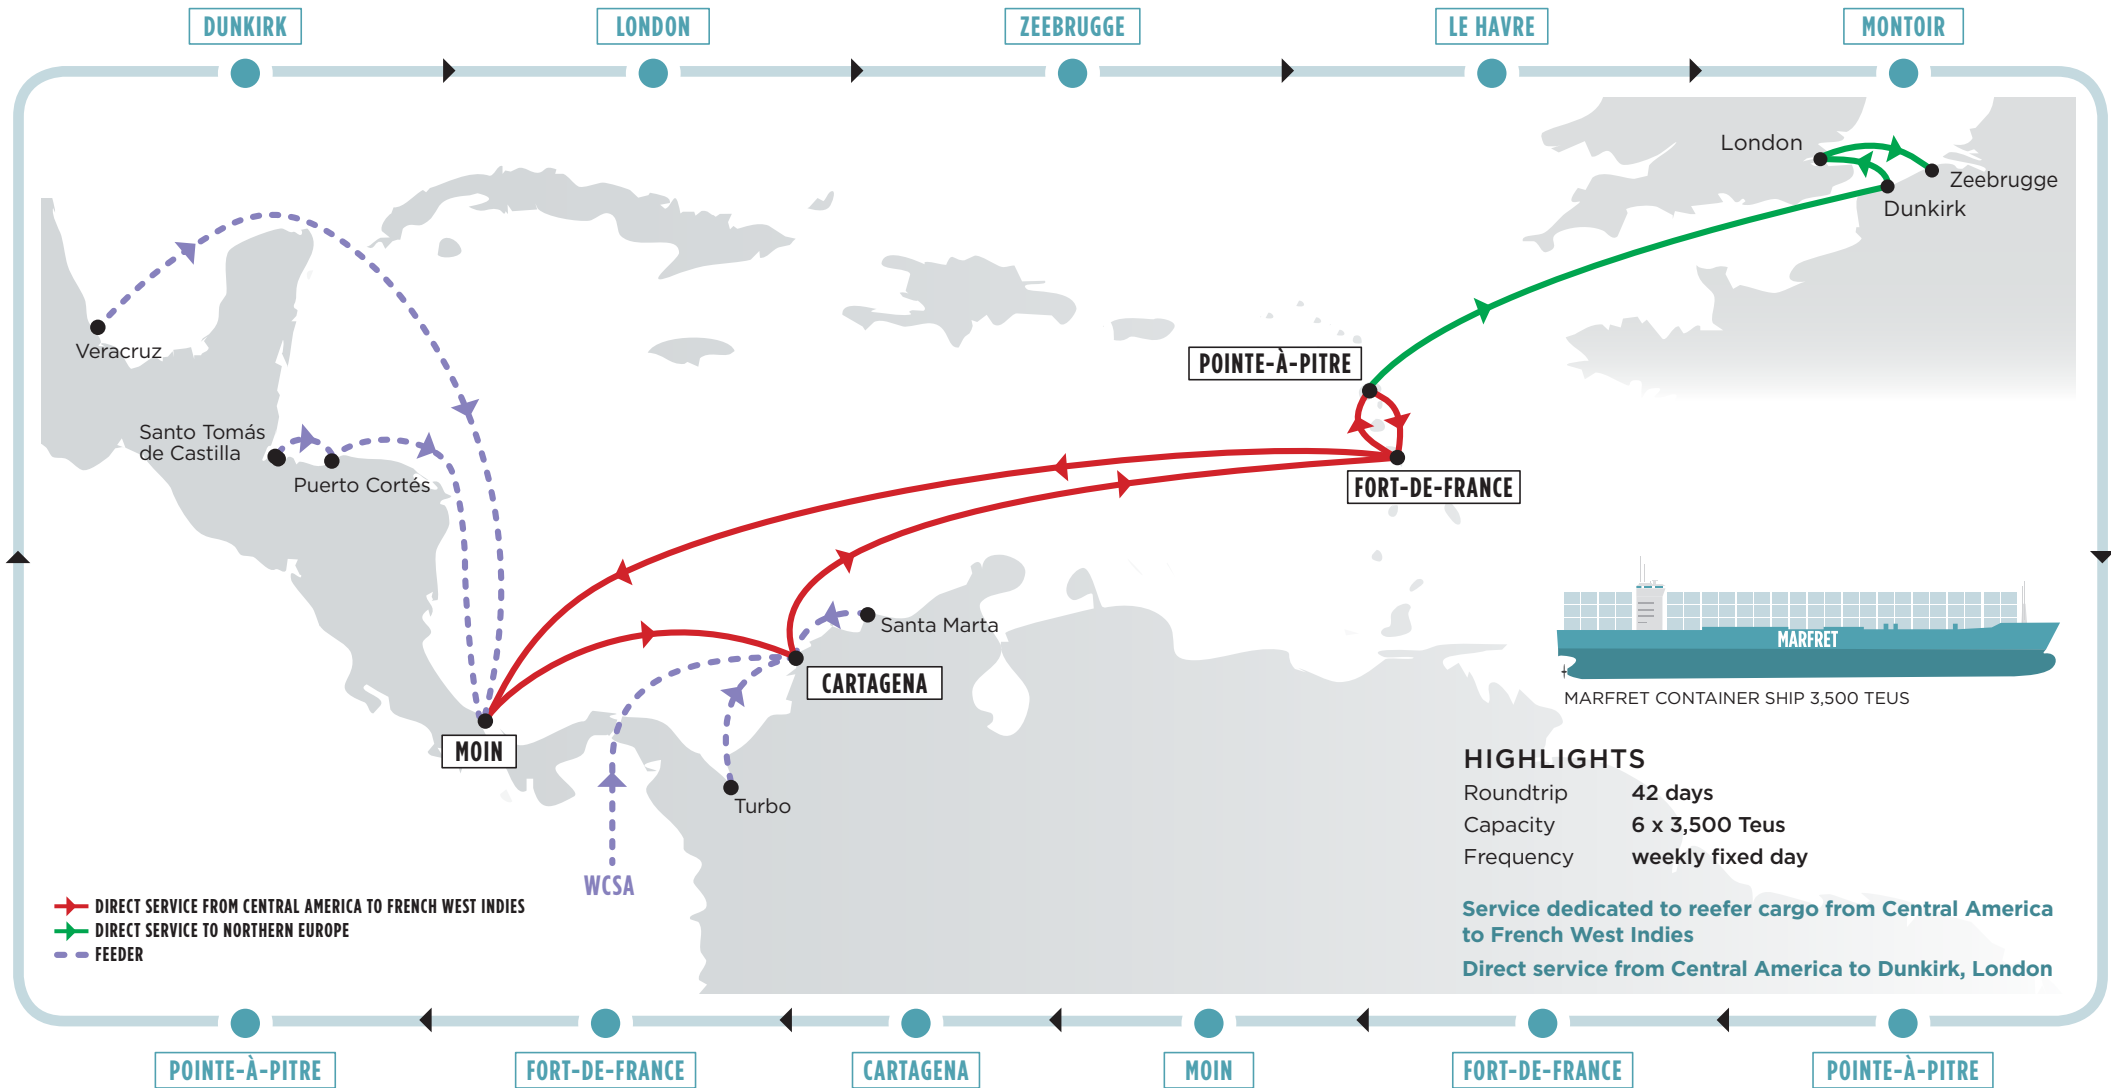 DUNKIRK
LONDON
ZEEBRUGGE
LE HAVRE
MONTOIR
London
Zeebrugge
Dunkirk
Veracruz
POINTE-À-PITRE
Santo Tomás
de Castilla
Puerto Cortés
FORT-DE-FRANCE
Santa Marta
CARTAGENA
MARFRET
MARFRET CONTAINER SHIP 3,500 TEUS
MOIN
Turbo
WCSA
HIGHLIGHTS
Roundtrip 42 days
Capacity 6 x 3,500 Teus
Frequency weekly fixed day
DIRECT SERVICE FROM CENTRAL AMERICA TO FRENCH WEST INDIES
DIRECT SERVICE TO NORTHERN EUROPE
FEEDER
Service dedicated to reefer cargo from Central America
to French West Indies
Direct service from Central America to Dunkirk, London
POINTE-À-PITRE
FORT-DE-FRANCE
CARTAGENA
MOIN
FORT-DE-FRANCE
POINTE-À-PITRE